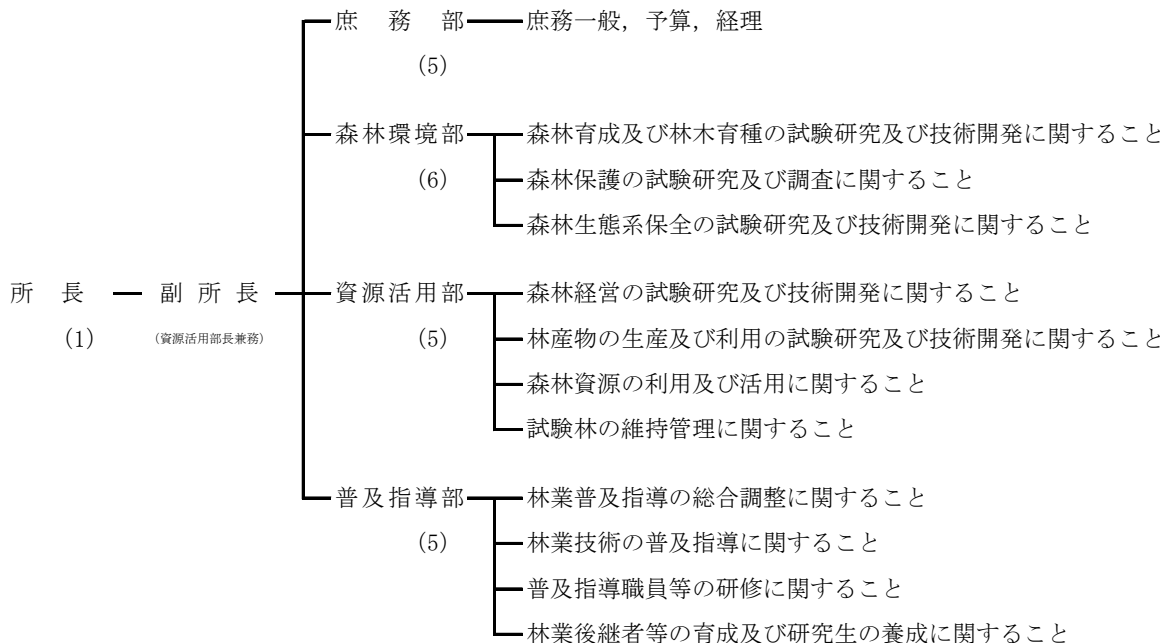 庶務部 庶務一般，予算，経理
(5)
森林環境部 森林育成及び林木育種の試験研究及び技術開発に関すること
(6) 森林保護の試験研究及び調査に関すること
森林生態系保全の試験研究及び技術開発に関すること
所長 副所長 資源活用部 森林経営の試験研究及び技術開発に関すること
(1) (資源活用部長兼務) (5) 林産物の生産及び利用の試験研究及び技術開発に関すること
森林資源の利用及び活用に関すること
試験林の維持管理に関すること
普及指導部 林業普及指導の総合調整に関すること
(5) 林業技術の普及指導に関すること
普及指導職員等の研修に関すること
林業後継者等の育成及び研究生の養成に関すること